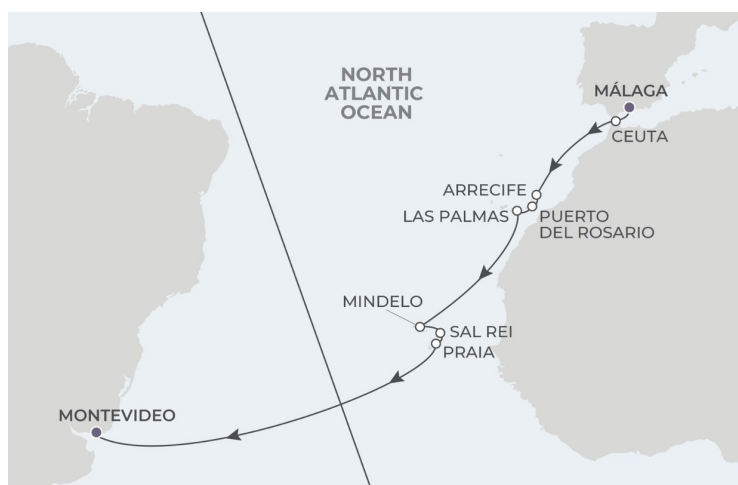 NORTH
ATLANTIC
OCEAN
MÁLAGA
CEUTA
ARRECIFE
LAS PALMAS
PUERTO
DEL ROSARIO
MINDELO
SAL REI
PRAIA
MONTEVIDEO